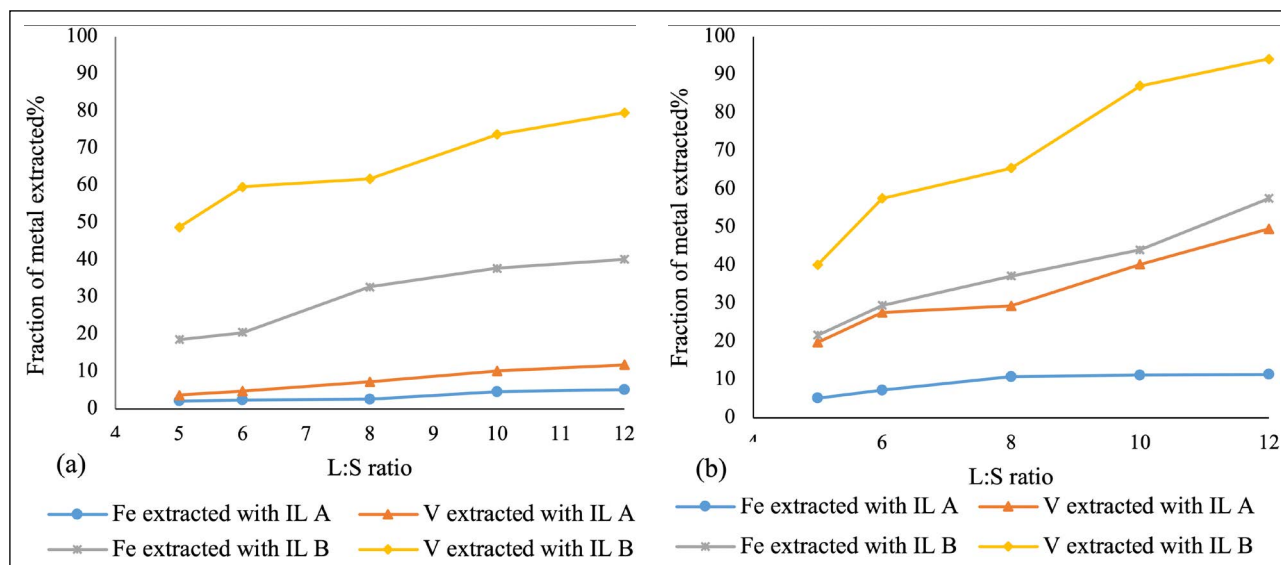 Fraction of metal extracted%
100
90
80
70
60
50
40
30
20
10
0
4 5 6 7 8 9 10 11 12
(a)
L:S ratio
Fe extracted with IL A V extracted with IL A
Fe extracted with IL B V extracted with IL B
Fraction of metal extracted%
100
90
80
70
60
50
40
30
20
10
0
4 6 8 10 12
(b)
L:S ratio
Fe extracted with IL A V extracted with IL A
Fe extracted with IL B V extracted with IL B